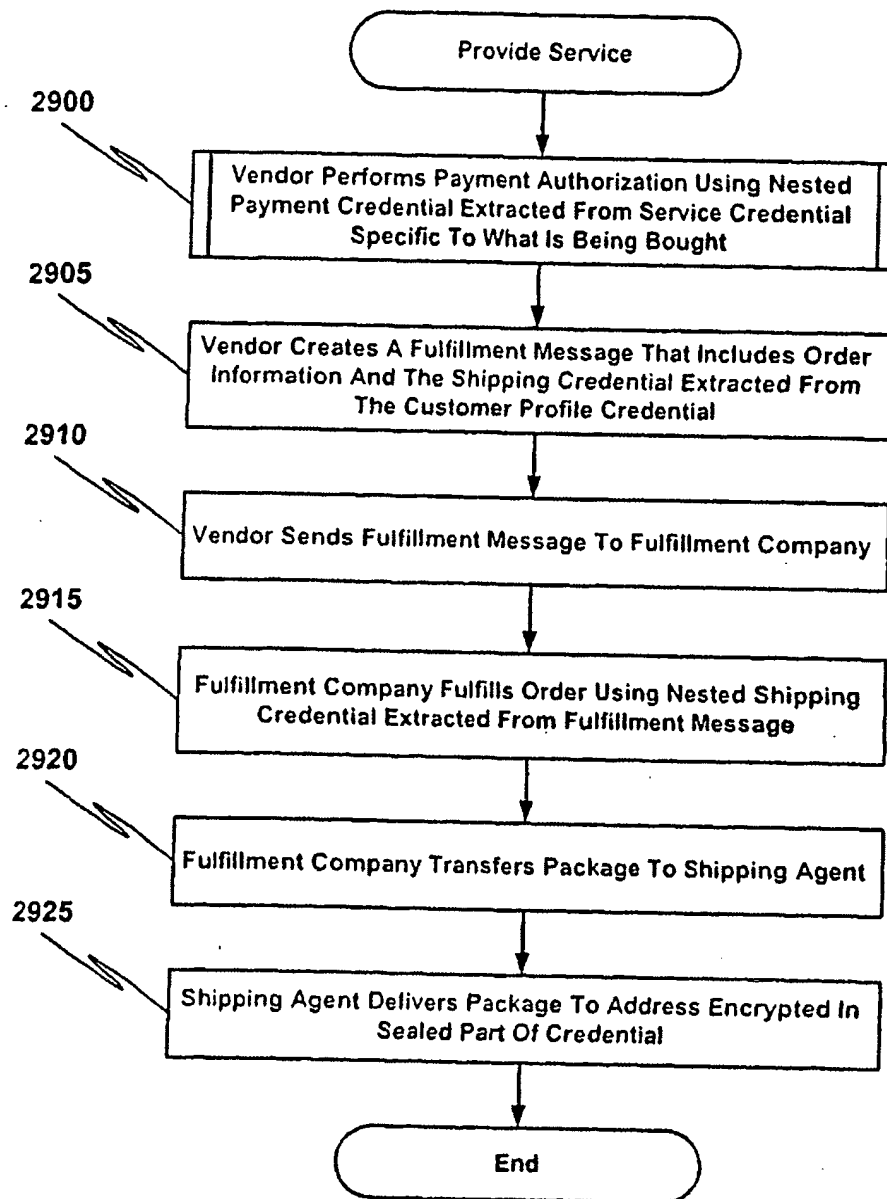 Provide Service
2900
Vendor Performs Payment Authorization Using Nested
Payment Credential Extracted From Service Credential
Specific To What Is Being Bought
2905
Vendor Creates A Fulfillment Message That Includes Order
Information And The Shipping Credential Extracted From
The Customer Profile Credential
2910
Vendor Sends Fulfillment Message To Fulfillment Company
2915
Fulfillment Company Fulfills Order Using Nested Shipping
Credential Extracted From Fulfillment Message
2920
Fulfillment Company Transfers Package To Shipping Agent
2925
Shipping Agent Delivers Package To Address Encrypted In
Sealed Part Of Credential
End